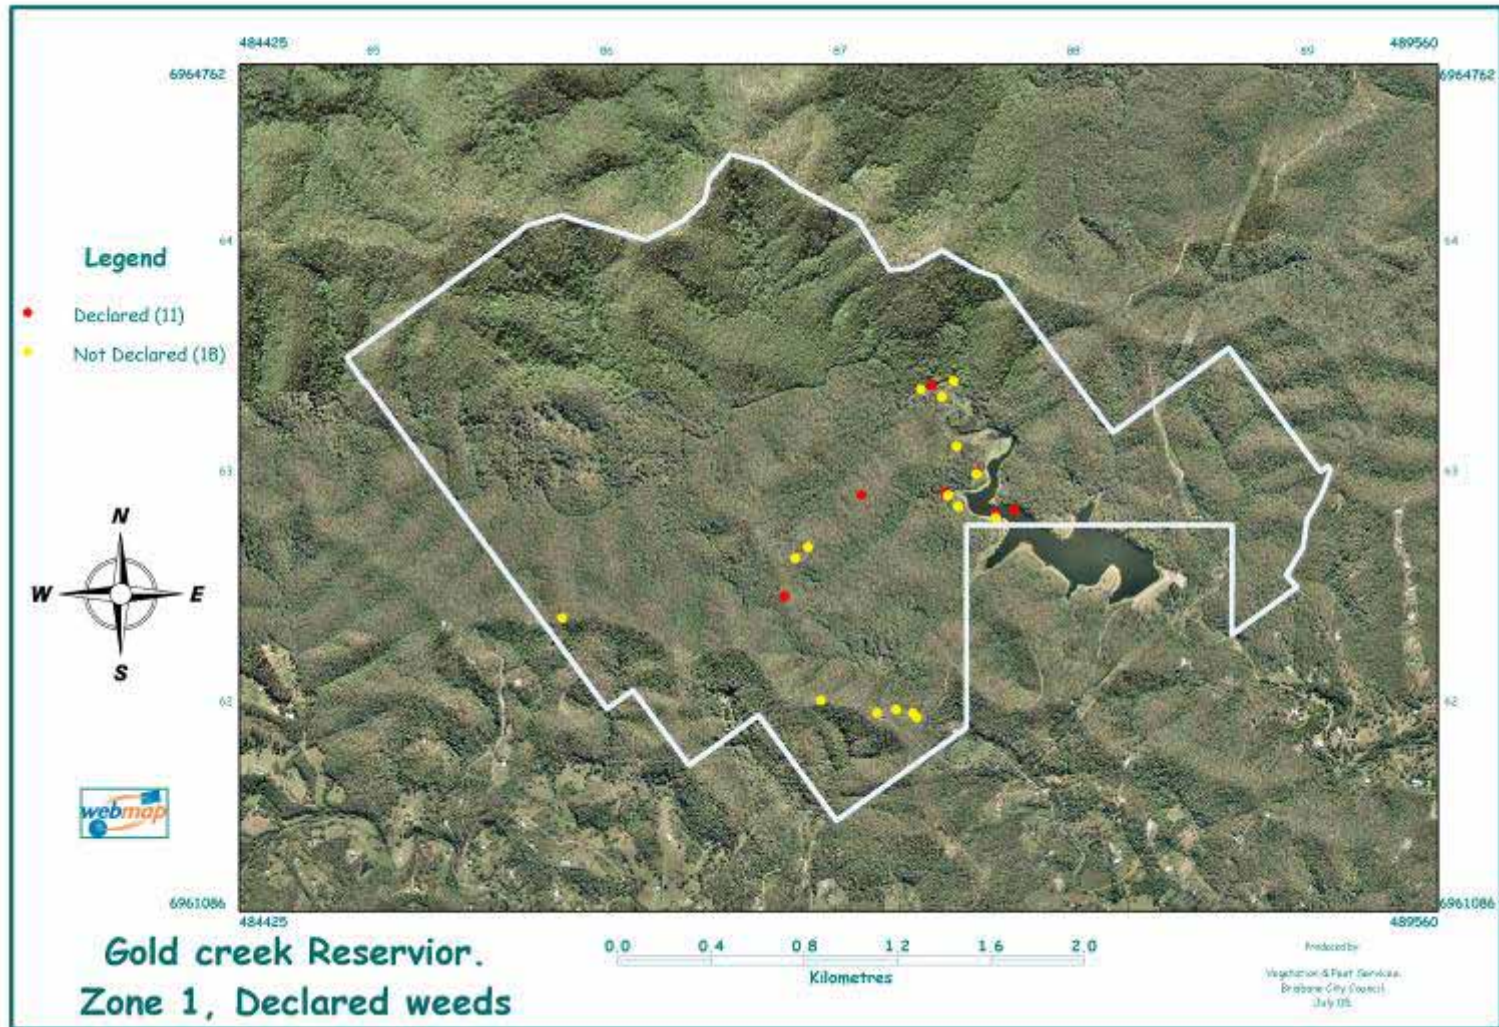 484425 85 86 87 88 89 489560
6964762 6964762
64 64
Legend
Declared (11)
Not Declared (18)
63 63
N
W E
S
62 62
webmap
6961086 6961086
484425 489560
Gold creek Reservior.
Zone 1, Declared weeds
0.0 0.4 0.8 1.2 1.6 2.0
Kilometres
Produced by
Vegetation & Pest Services.
Brisbane City Council
July 05.